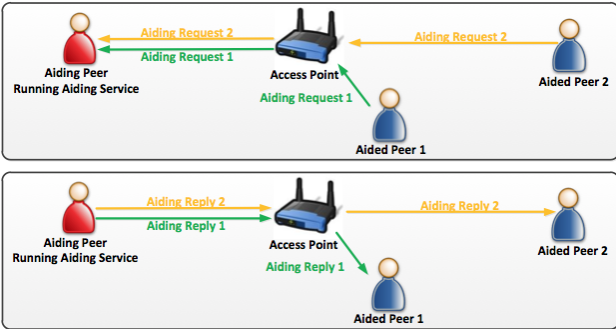 Aiding Request 2
Aiding Request 2
Aiding Request 1
Aiding Peer
Running Aiding Service
Access Point
Aiding Request 1
Aided Peer 2
Aided Peer 1
Aiding Reply 2
Aiding Reply 2
Aiding Reply 1
Aiding Peer
Running Aiding Service
Access Point
Aided Peer 2
Aiding Reply 1
Aided Peer 1